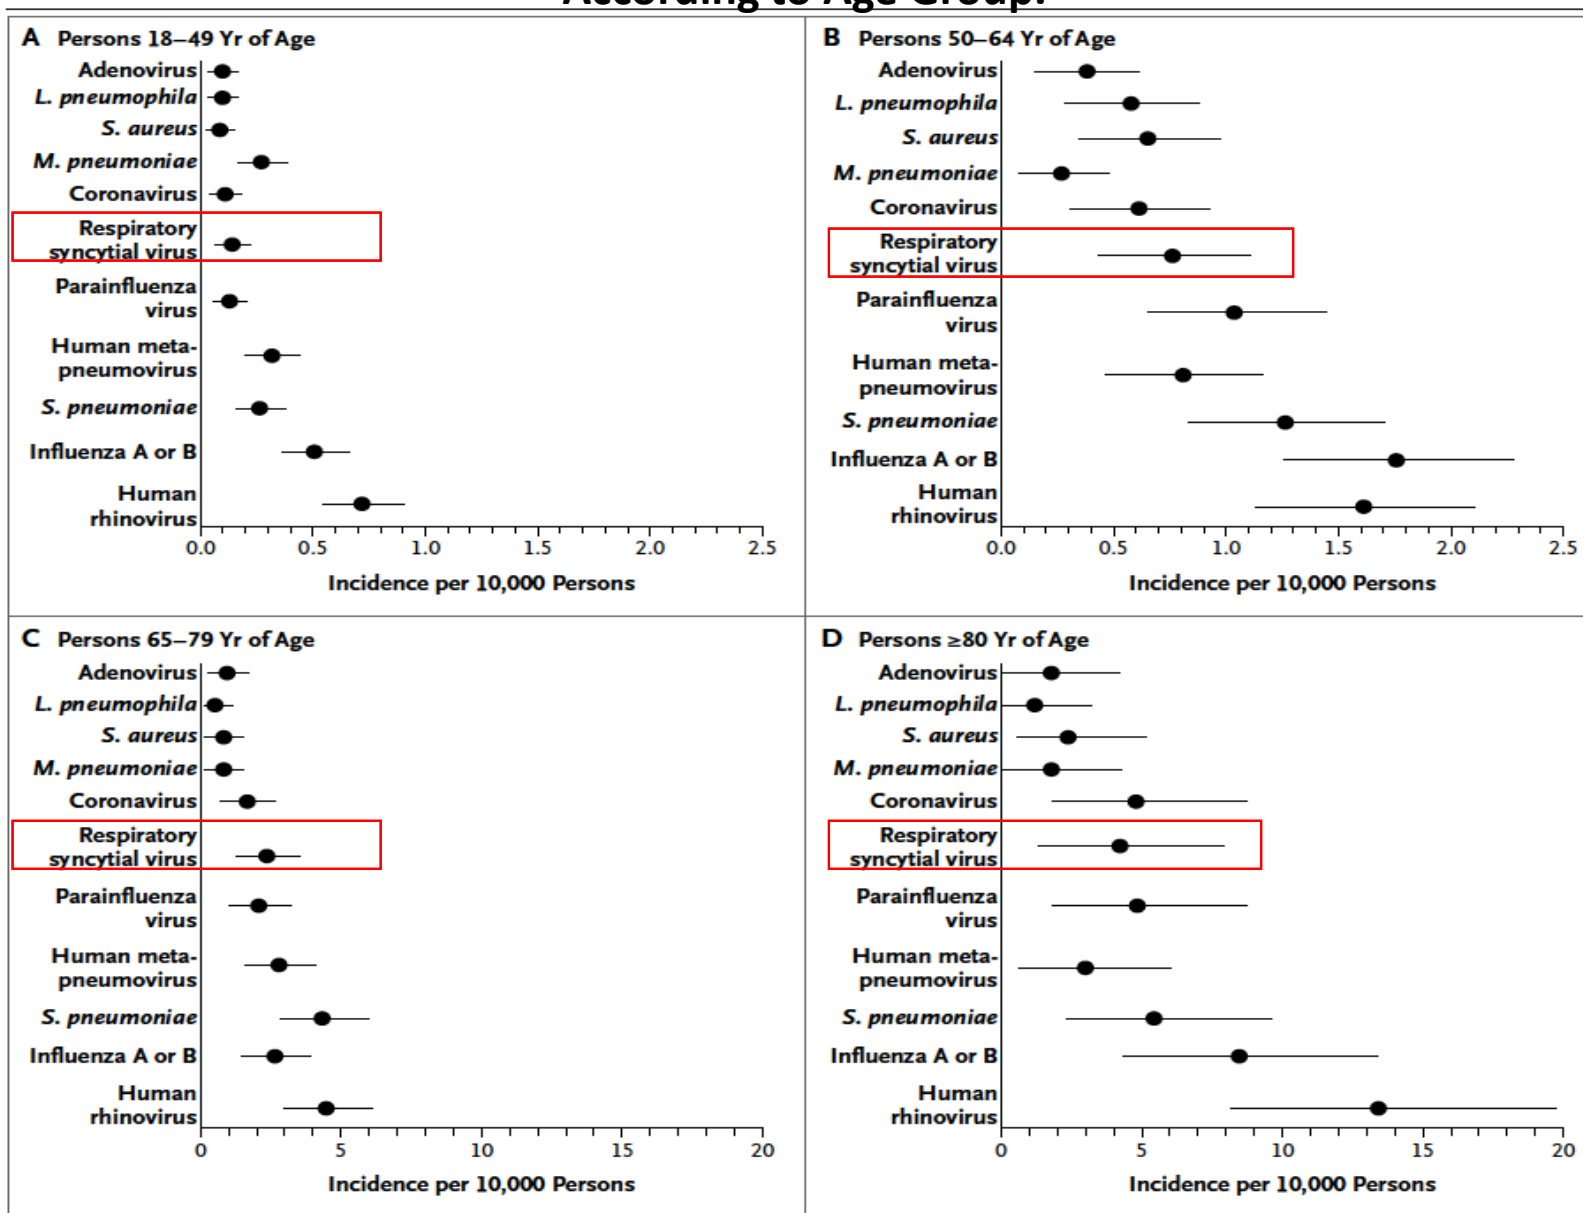 According to Age Group.
A Persons 18–49 Yr of Age
Adenovirus
L. pneumophila
S. aureus
M. pneumoniae
Coronavirus
Respiratory
syncytial virus
Parainfluenza
virus
Human meta-
pneumovirus
S. pneumoniae
Influenza A or B
Human
rhinovirus
0.0 0.5 1.0 1.5 2.0 2.5
Incidence per 10,000 Persons
B Persons 50–64 Yr of Age
Adenovirus
L. pneumophila
S. aureus
M. pneumoniae
Coronavirus
Respiratory
syncytial virus
Parainfluenza
virus
Human meta-
pneumovirus
S. pneumoniae
Influenza A or B
Human
rhinovirus
0.0 0.5 1.0 1.5 2.0 2.5
Incidence per 10,000 Persons
C Persons 65–79 Yr of Age
Adenovirus
L. pneumophila
S. aureus
M. pneumoniae
Coronavirus
Respiratory
syncytial virus
Parainfluenza
virus
Human meta-
pneumovirus
S. pneumoniae
Influenza A or B
Human
rhinovirus
0 5 10 15 20
Incidence per 10,000 Persons
D Persons ≥80 Yr of Age
Adenovirus
L. pneumophila
S. aureus
M. pneumoniae
Coronavirus
Respiratory
syncytial virus
Parainfluenza
virus
Human meta-
pneumovirus
S. pneumoniae
Influenza A or B
Human
rhinovirus
0 5 10 15 20
Incidence per 10,000 Persons